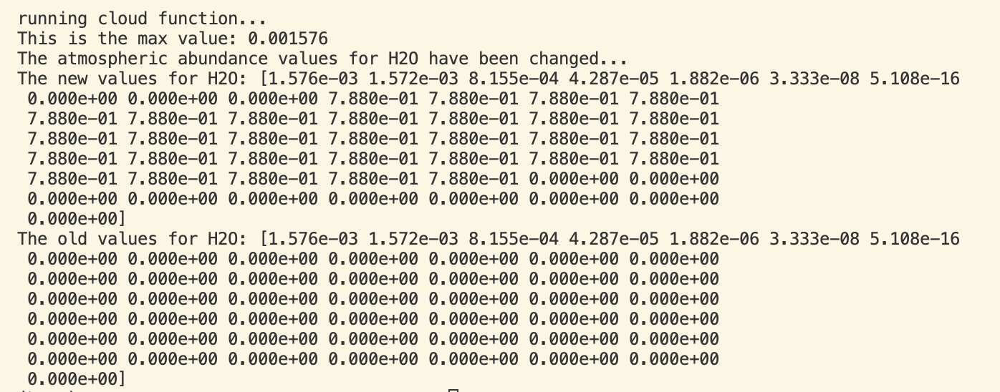 running cloud function...
This is the max value: 0.001576
The atmospheric abundance values for H2O have been changed...
The new values for H2O: [1.576e-03 1.572e-03 8.155e-04 4.287e-05 1.882e-06 3.333e-08 5.108e-16
 0.000e+00 0.000e+00 0.000e+00 7.880e-01 7.880e-01 7.880e-01 7.880e-01
 7.880e-01 7.880e-01 7.880e-01 7.880e-01 7.880e-01 7.880e-01 7.880e-01
 7.880e-01 7.880e-01 7.880e-01 7.880e-01 7.880e-01 7.880e-01 7.880e-01
 7.880e-01 7.880e-01 7.880e-01 7.880e-01 7.880e-01 7.880e-01 7.880e-01
 7.880e-01 7.880e-01 7.880e-01 7.880e-01 7.880e-01 0.000e+00 0.000e+00
 0.000e+00 0.000e+00 0.000e+00 0.000e+00 0.000e+00 0.000e+00 0.000e+00
 0.000e+00]
The old values for H2O: [1.576e-03 1.572e-03 8.155e-04 4.287e-05 1.882e-06 3.333e-08 5.108e-16
 0.000e+00 0.000e+00 0.000e+00 0.000e+00 0.000e+00 0.000e+00 0.000e+00
 0.000e+00 0.000e+00 0.000e+00 0.000e+00 0.000e+00 0.000e+00 0.000e+00
 0.000e+00 0.000e+00 0.000e+00 0.000e+00 0.000e+00 0.000e+00 0.000e+00
 0.000e+00 0.000e+00 0.000e+00 0.000e+00 0.000e+00 0.000e+00 0.000e+00
 0.000e+00 0.000e+00 0.000e+00 0.000e+00 0.000e+00 0.000e+00 0.000e+00
 0.000e+00 0.000e+00 0.000e+00 0.000e+00 0.000e+00 0.000e+00 0.000e+00
 0.000e+00]